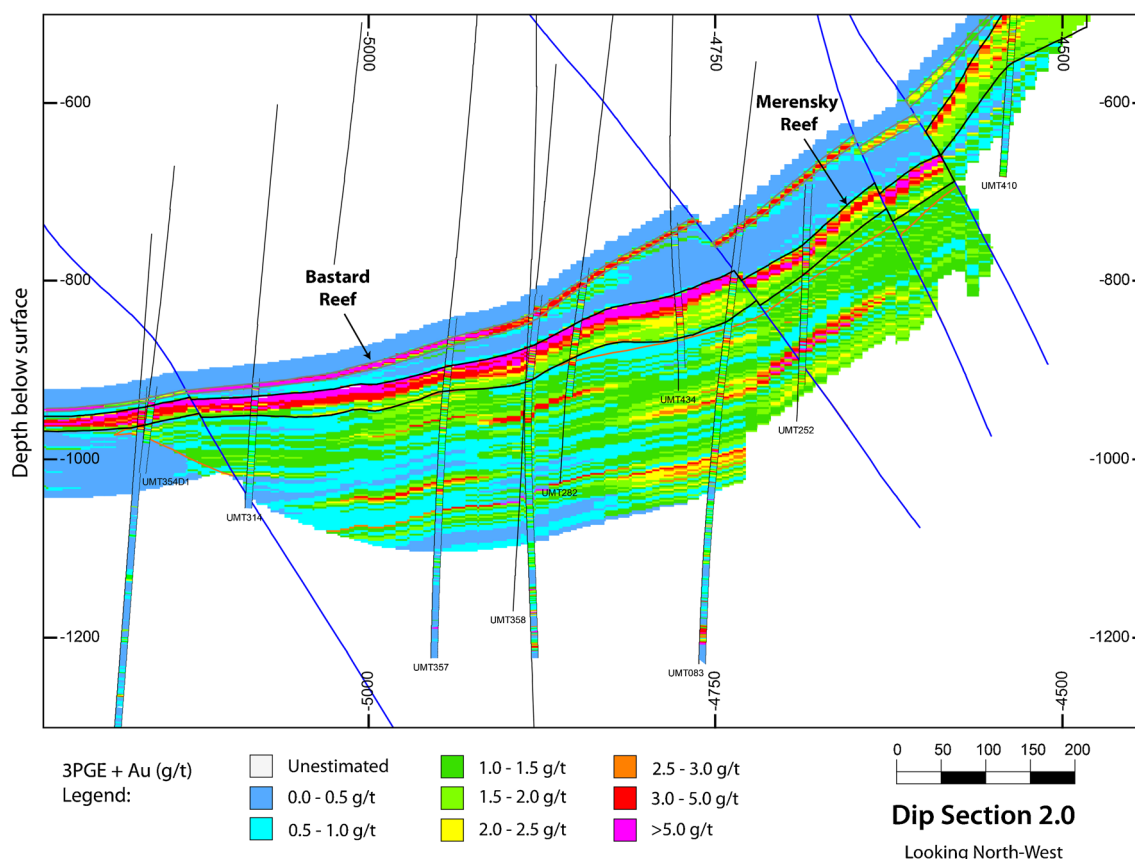 -5000
-4750
-4500
-600
-600
Merensky
Reef
UMT410
Depth below surface
-800
-800
Bastard
Reef
UMT434
UMT252
-1000
-1000
UMT354D1
UMT282
UMT314
UMT358
-1200
-1200
UMT357
UMT083
-5000
-4750
-4500
3PGE + Au (g/t)
Legend:
Unestimated
0.0 - 0.5 g/t
0.5 - 1.0 g/t
1.0 - 1.5 g/t
1.5 - 2.0 g/t
2.0 - 2.5 g/t
2.5 - 3.0 g/t
3.0 - 5.0 g/t
>5.0 g/t
0 50 100 150 200
Dip Section 2.0
Looking North-West